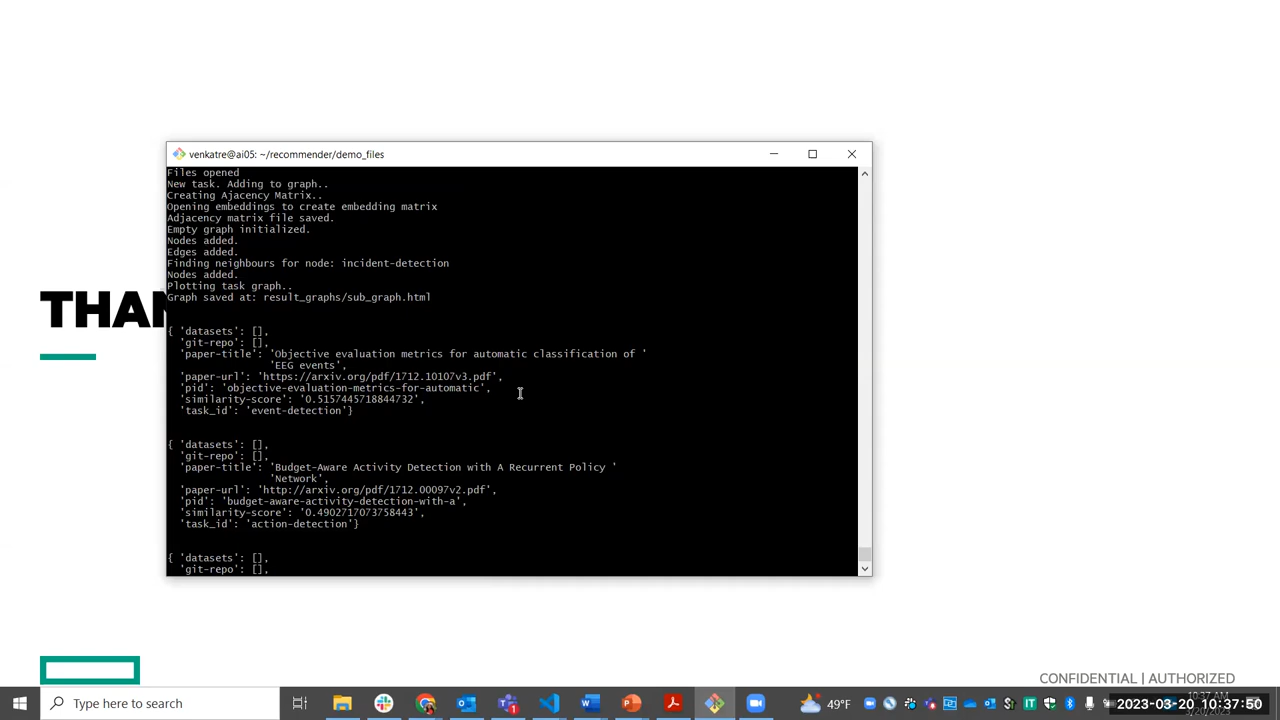 venkatre@ai05: ~/recommender/demo_files
Files opened
New task. Adding to graph..
Creating Ajacency Matrix..
Opening embeddings to create embedding matrix
Adjacency matrix file saved.
Empty graph initialized.
Nodes added.
Edges added.
Finding neighbours for node: incident-detection
Nodes added.
Plotting task graph..
Graph saved at: result_graphs/sub_graph.html
{ 'datasets': [],
'git-repo': [],
'paper-title': 'Objective evaluation metrics for automatic classification of '
'EEG events',
'paper-url': 'https://arxiv.org/pdf/1712.10107v3.pdf',
'pid': 'objective-evaluation-metrics-for-automatic',
'similarity-score': '0.5157445718844732',
'task_id': 'event-detection'}
{ 'datasets': [],
'git-repo': [],
'paper-title': 'Budget-Aware Activity Detection with A Recurrent Policy '
'Network',
'paper-url': 'http://arxiv.org/pdf/1712.00097v2.pdf',
'pid': 'budget-aware-activity-detection-with-a',
'similarity-score': '0.4902717073758443',
'task_id': 'action-detection'}
{ 'datasets': [],
'git-repo': [],
THAN
CONFIDENTIAL | AUTHORIZED
Type here to search
49°F
10:37 AM
2023-03-20 10:37:50